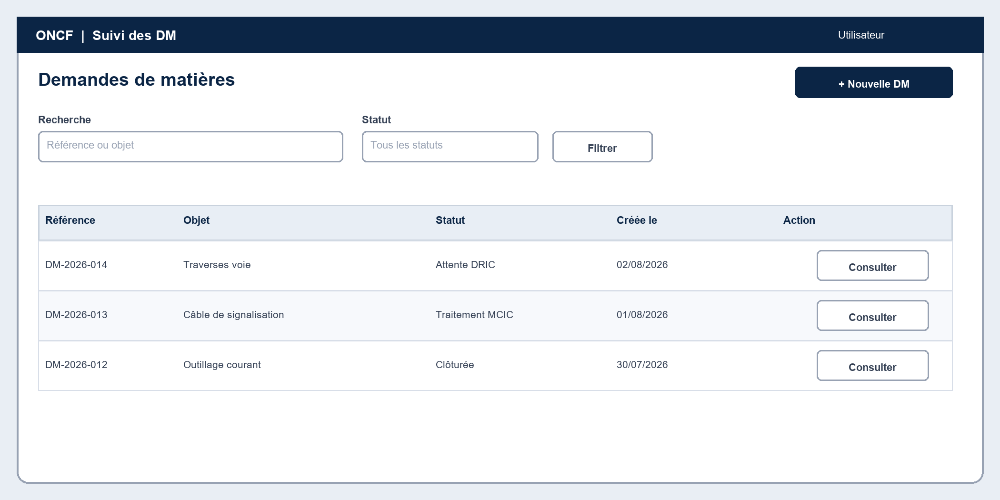 ONCF | Suivi des DM
Utilisateur
Demandes de matières
+ Nouvelle DM
Recherche
Statut
Référence ou objet
Tous les statuts
Filtrer
Référence Objet Statut Créée le Action
DM-2026-014 Traverses voie Attente DRIC 02/08/2026 Consulter
DM-2026-013 Câble de signalisation Traitement MCIC 01/08/2026 Consulter
DM-2026-012 Outillage courant Clôturée 30/07/2026 Consulter